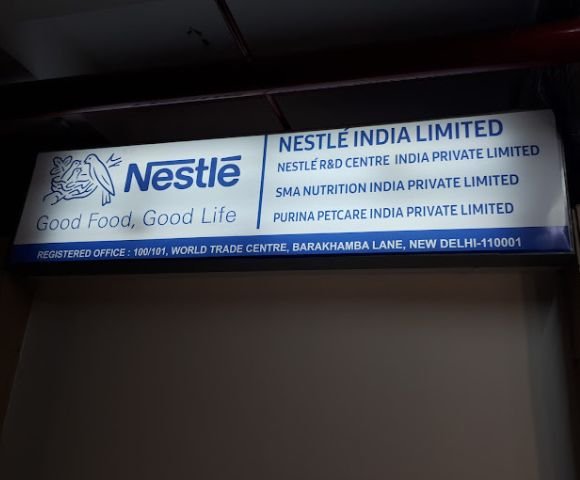 Nestlé
Good Food, Good Life
NESTLÉ INDIA LIMITED
NESTLÉ R&D CENTRE INDIA PRIVATE LIMITED
SMA NUTRITION INDIA PRIVATE LIMITED
PURINA PETCARE INDIA PRIVATE LIMITED
REGISTERED OFFICE : 100/101, WORLD TRADE CENTRE, BARAKHAMBA LANE, NEW DELHI-110001